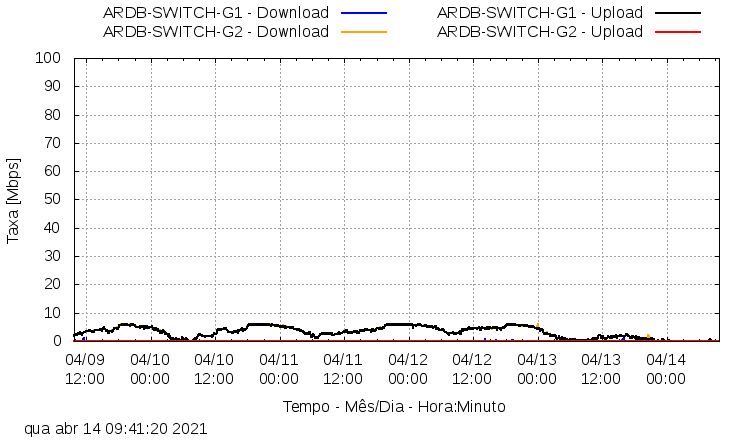 ARDB-SWITCH-G1 - Download ARDB-SWITCH-G1 - Upload
ARDB-SWITCH-G2 - Download ARDB-SWITCH-G2 - Upload
100
90
80
70
60
50
40
30
20
10
0
Taxa [Mbps]
04/09 04/10 04/10 04/11 04/11 04/12 04/12 04/13 04/13 04/14
12:00 00:00 12:00 00:00 12:00 00:00 12:00 00:00 12:00 00:00
Tempo - Mês/Dia - Hora:Minuto
qua abr 14 09:41:20 2021